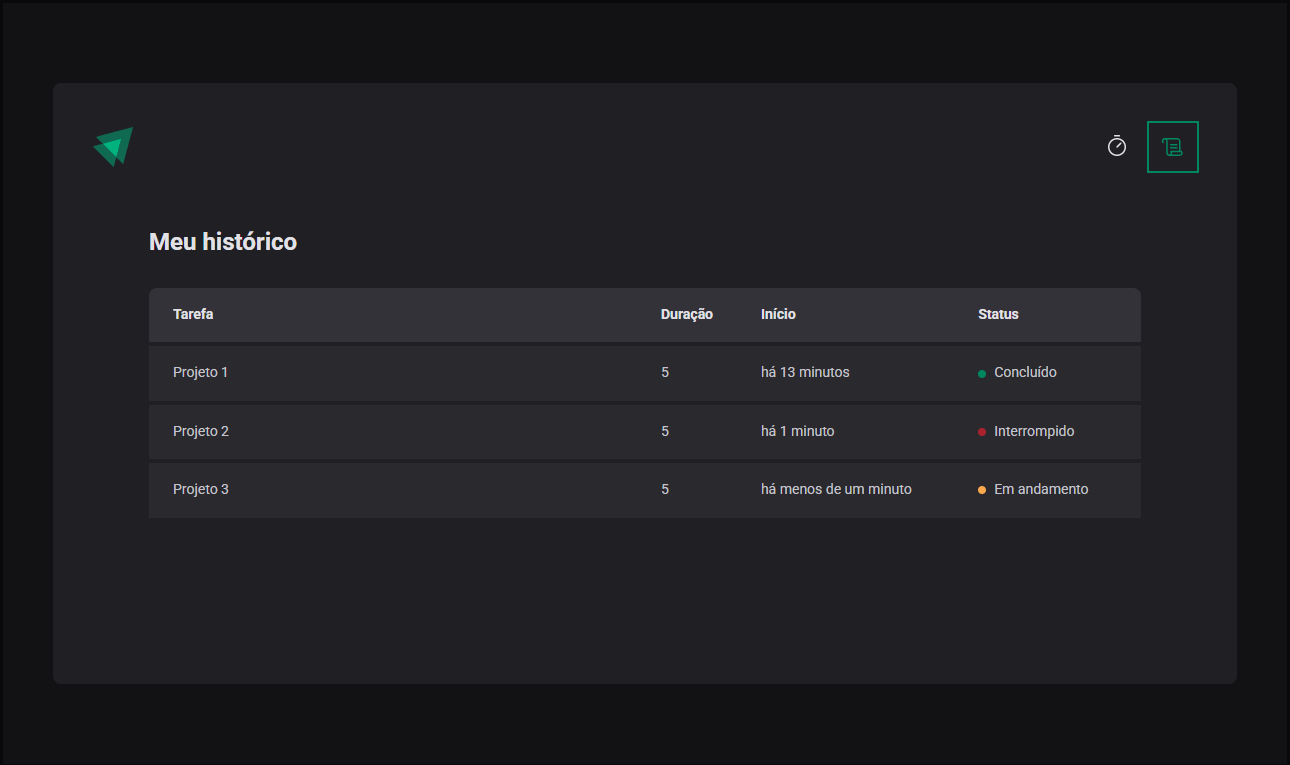 Meu histórico
Tarefa Duração Início Status
Projeto 1 5 há 13 minutos Concluído
Projeto 2 5 há 1 minuto Interrompido
Projeto 3 5 há menos de um minuto Em andamento